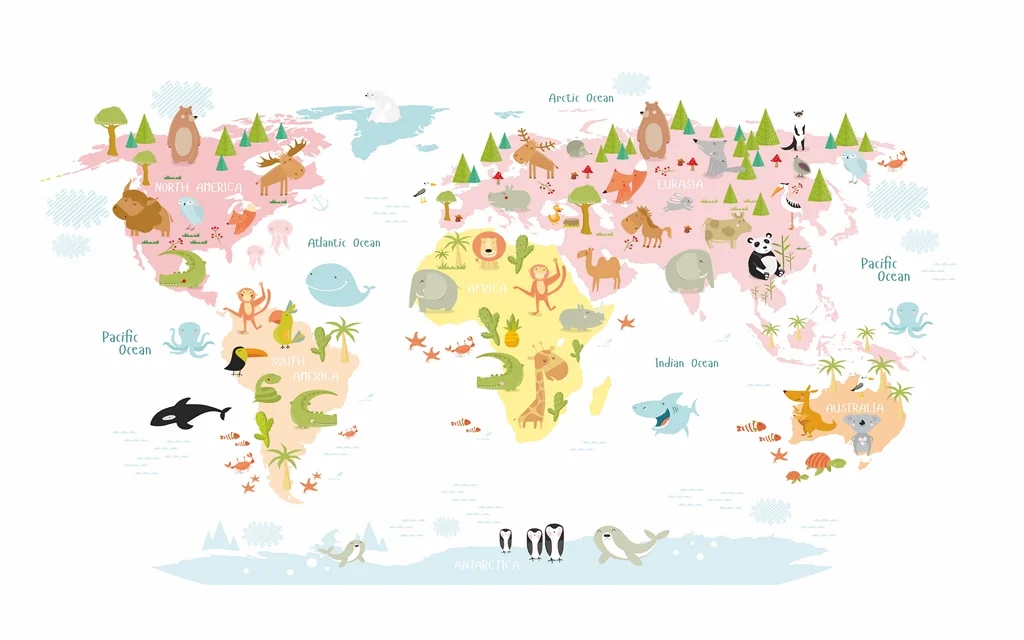 Arctic Ocean
NORTH AMERICA
EURASIA
Atlantic Ocean
Pacific
Ocean
AFRICA
Pacific
Ocean
SOUTH
AMERICA
Indian Ocean
AUSTRALIA
ANTARCTICA